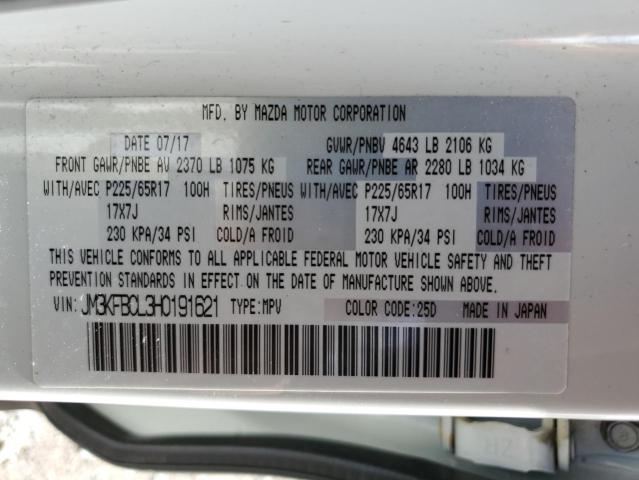 MFD. BY MAZDA MOTOR CORPORATION
DATE 07/17 GVWR/PNBV 4643 LB 2106 KG
FRONT GAWR/PNBE AV 2370 LB 1075 KG REAR GAWR/PNBE AR 2280 LB 1034 KG
WITH/AVEC P225/65R17 100H TIRES/PNEUS WITH/AVEC P225/65R17 100H TIRES/PNEUS
17X7J RIMS/JANTES 17X7J RIMS/JANTES
230 KPA/34 PSI COLD/A FROID 230 KPA/34 PSI COLD/A FROID
THIS VEHICLE CONFORMS TO ALL APPLICABLE FEDERAL MOTOR VEHICLE SAFETY AND THEFT
PREVENTION STANDARDS IN EFFECT ON THE DATE OF MANUFACTURE SHOWN ABOVE.
VIN: JM3KFBCL3H0191621 TYPE:MPV COLOR CODE:25D MADE IN JAPAN